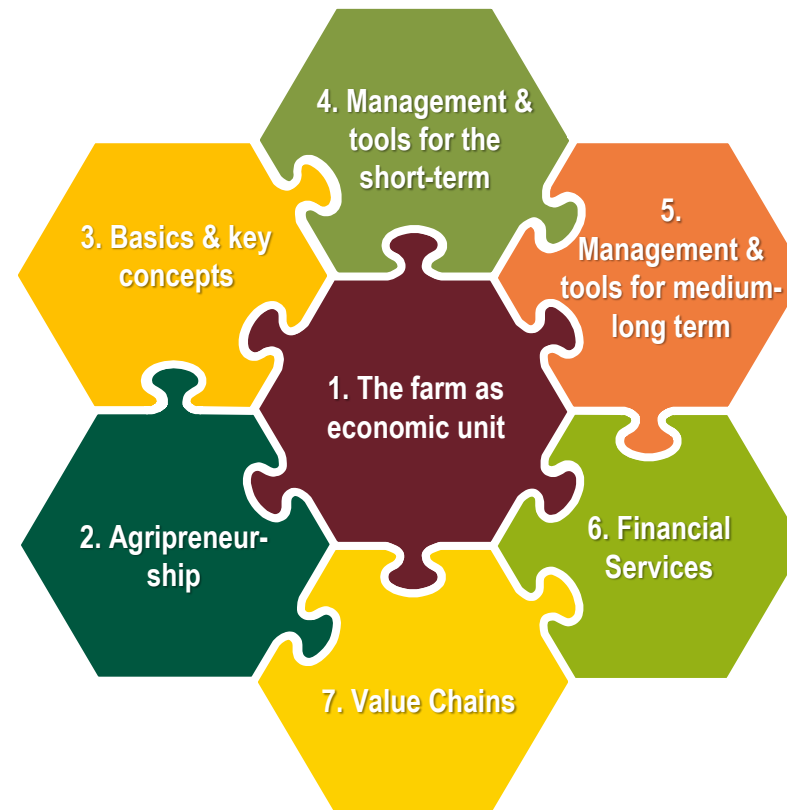 4. Management &
tools for the
short-term
3. Basics & key
concepts
5.
Management &
tools for medium-
long term
1. The farm as
economic unit
2. Agripreneur-
ship
6. Financial
Services
7. Value Chains